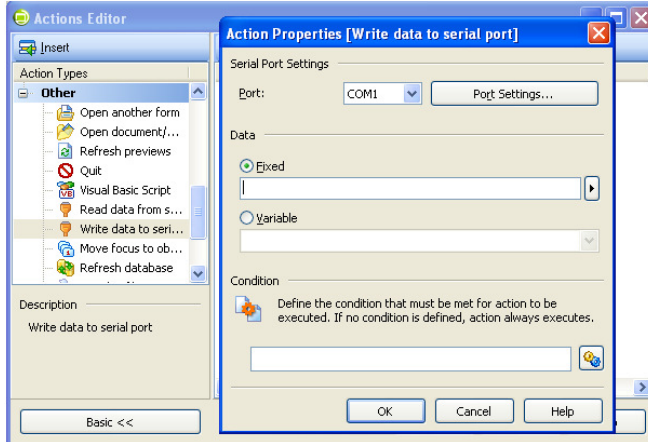 Actions Editor
Insert
Action Types
Other
Open another form
Open document/...
Refresh previews
Quit
Visual Basic Script
Read data from s...
Write data to seri...
Move focus to ob...
Refresh database
Description
Write data to serial port
Basic <<
Action Properties [Write data to serial port]
Serial Port Settings
Port:
COM1
Port Settings...
Data
Fixed
Variable
Condition
Define the condition that must be met for action to be
executed. If no condition is defined, action always executes.
OK
Cancel
Help